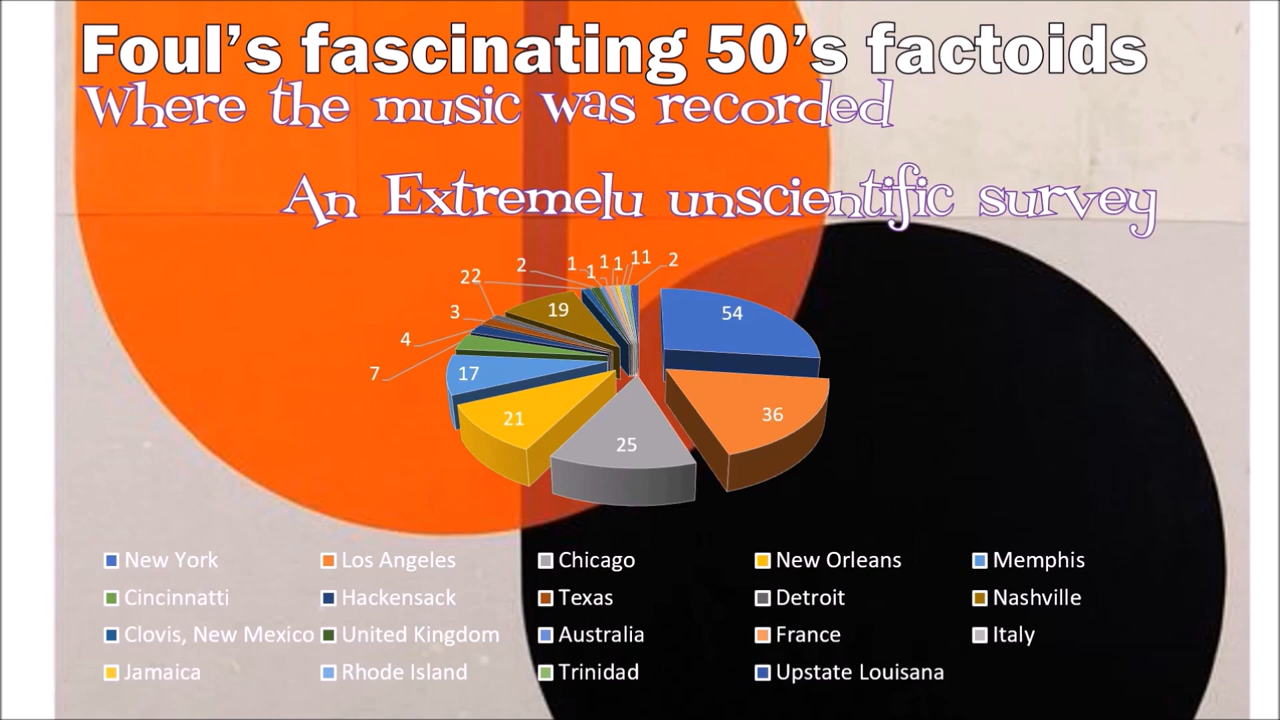 Foul's fascinating 50's factoids
Where the music was recorded
An Extremelu unscientific survey
2 1 1 1 1 11 2
22
3
4
7
19
54
17
36
21
25
New York Los Angeles Chicago New Orleans Memphis
Cincinnatti Hackensack Texas Detroit Nashville
Clovis, New Mexico United Kingdom Australia France Italy
Jamaica Rhode Island Trinidad Upstate Louisana